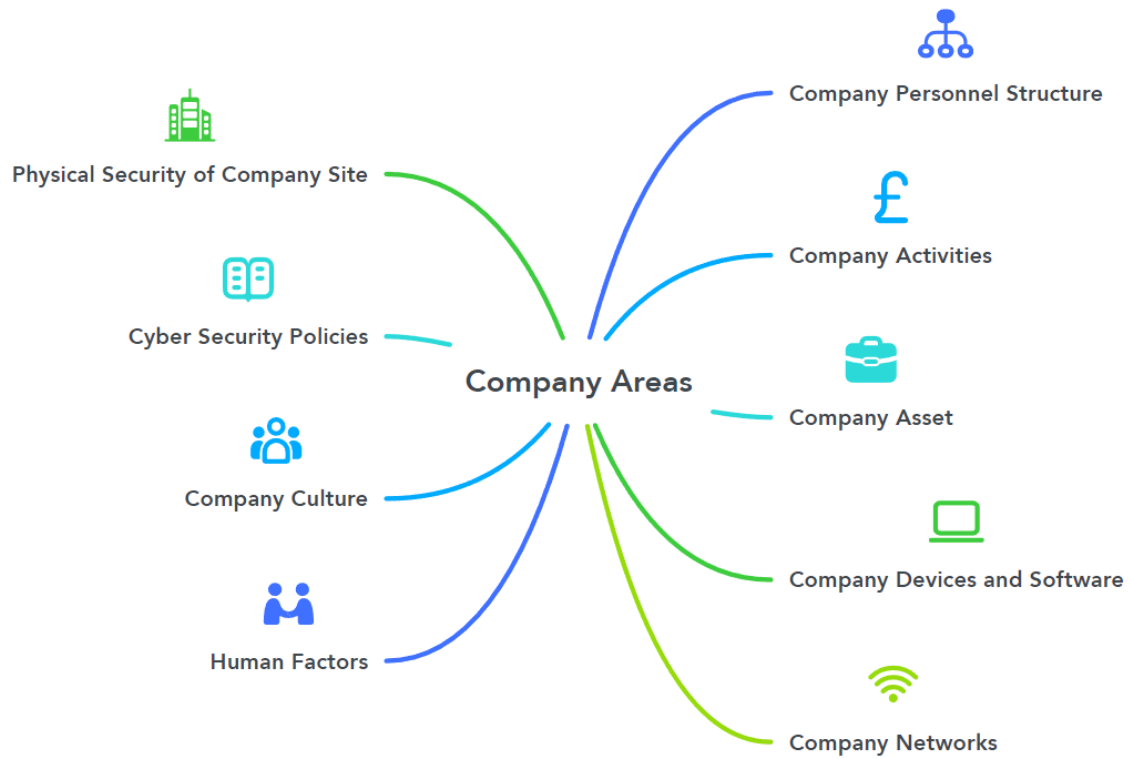 Company Personnel Structure
Physical Security of Company Site
Company Activities
Cyber Security Policies
Company Areas
Company Asset
Company Culture
Company Devices and Software
Human Factors
Company Networks